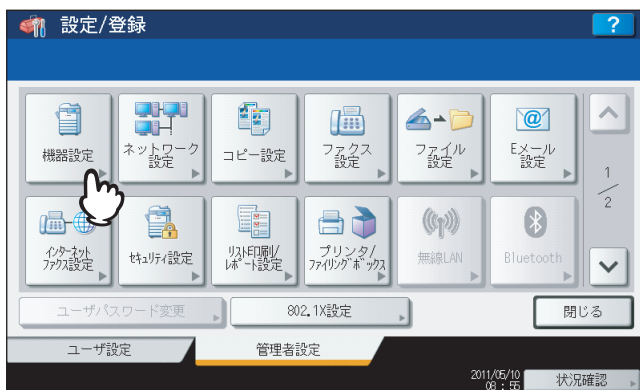 設定/登録
?
機器設定
ネットワーク
設定
コピー設定
ファクス
設定
ファイル
設定
@
Eメール
設定
1
/
2
インターネット
ファクス設定
セキュリティ設定
リスト印刷/
レポート設定
プリンタ/
ファイリングボックス
無線LAN
Bluetooth
ユーザパスワード変更
802.1X設定
閉じる
ユーザ設定
管理者設定
2011/05/10
08:55
状況確認